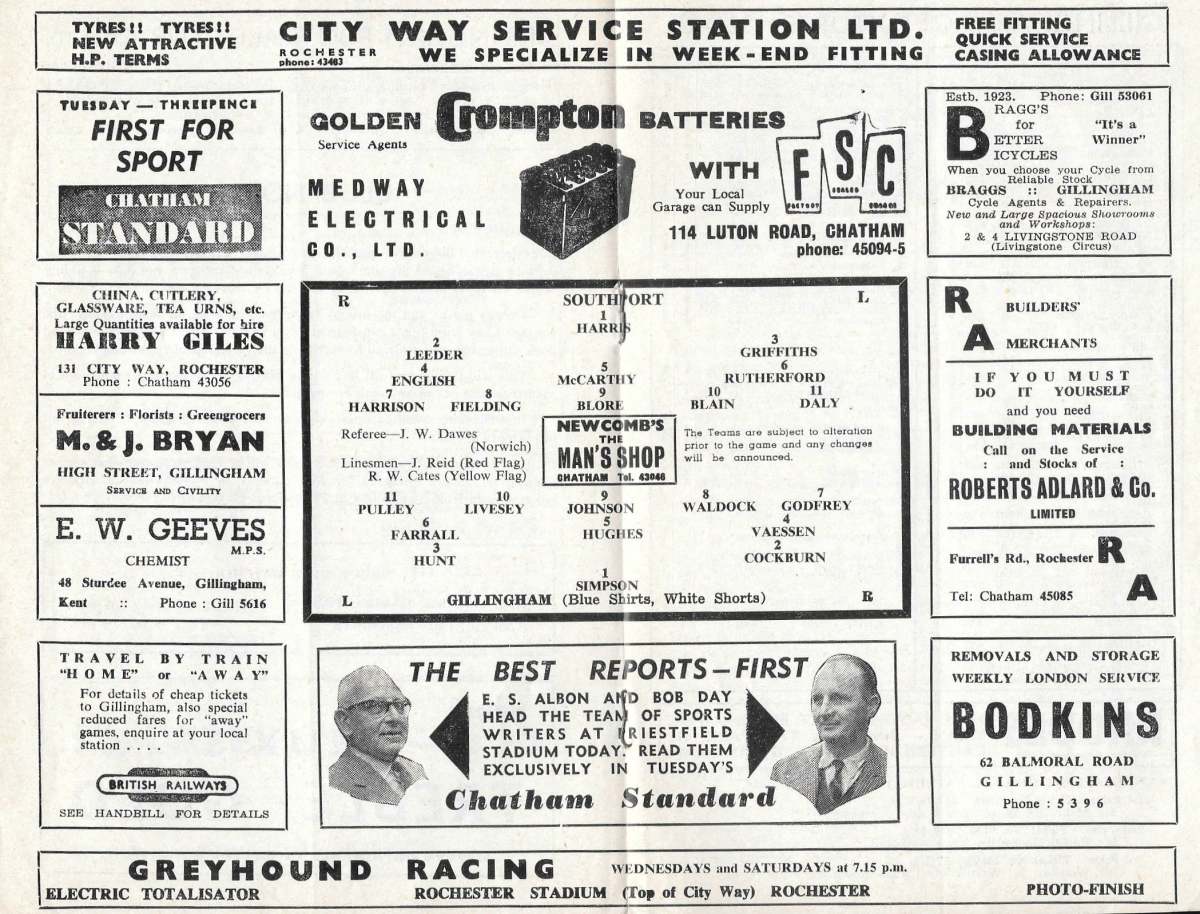 TYRES!! TYRES!!
NEW ATTRACTIVE
H.P. TERMS
CITY WAY SERVICE STATION LTD.
ROCHESTER
phone: 43463
WE SPECIALIZE IN WEEK-END FITTING
FREE FITTING
QUICK SERVICE
CASING ALLOWANCE
TUESDAY — THREEPENCE
FIRST FOR
SPORT
CHATHAM
STANDARD
GOLDEN Crompton BATTERIES
Service Agents
MEDWAY
ELECTRICAL
CO., LTD.
WITH
FSC
FACTORY SEALED CHARGED
Your Local
Garage can Supply
114 LUTON ROAD, CHATHAM
phone: 45094-5
Estb. 1923. Phone: Gill 53061
BRAGG'S
for
BETTER
BICYCLES
"It's a
Winner"
When you choose your Cycle from
Reliable Stock
BRAGGS :: GILLINGHAM
Cycle Agents & Repairers.
New and Large Spacious Showrooms
and Workshops:
2 & 4 LIVINGSTONE ROAD
(Livingstone Circus)
CHINA, CUTLERY,
GLASSWARE, TEA URNS, etc.
Large Quantities available for hire
HARRY GILES
131 CITY WAY, ROCHESTER
Phone : Chatham 43056
Fruiterers : Florists : Greengrocers
M. & J. BRYAN
HIGH STREET, GILLINGHAM
SERVICE AND CIVILITY
E. W. GEEVES
M.P.S.
CHEMIST
48 Sturdee Avenue, Gillingham,
Kent :: Phone : Gill 5616
R SOUTHPORT L
1
HARRIS
2 3
LEEDER GRIFFITHS
4 5 6
ENGLISH McCARTHY RUTHERFORD
7 8 9 10 11
HARRISON FIELDING BLORE BLAIN DALY
Referee—J. W. Dawes
(Norwich)
Linesmen—J. Reid (Red Flag)
R. W. Cates (Yellow Flag)
NEWCOMB'S
THE
MAN'S SHOP
CHATHAM Tel. 43046
The Teams are subject to alteration
prior to the game and any changes
will be announced.
11 10 9 8 7
PULLEY LIVESEY JOHNSON WALDOCK GODFREY
6 5 4
FARRALL HUGHES VAESSEN
3 2
HUNT COCKBURN
1
SIMPSON
L GILLINGHAM (Blue Shirts, White Shorts) R
R BUILDERS'
A MERCHANTS
IF YOU MUST
DO IT YOURSELF
and you need
BUILDING MATERIALS
Call on the Service
: and Stocks of :
ROBERTS ADLARD & Co.
LIMITED
Furrell's Rd., Rochester R
Tel: Chatham 45085 A
TRAVEL BY TRAIN
"HOME" or "AWAY"
For details of cheap tickets
to Gillingham, also special
reduced fares for "away"
games, enquire at your local
station . . . .
BRITISH RAILWAYS
SEE HANDBILL FOR DETAILS
THE BEST REPORTS—FIRST
E. S. ALBON AND BOB DAY
HEAD THE TEAM OF SPORTS
WRITERS AT PRIESTFIELD
STADIUM TODAY. READ THEM
EXCLUSIVELY IN TUESDAY'S
Chatham Standard
REMOVALS AND STORAGE
WEEKLY LONDON SERVICE
BODKINS
62 BALMORAL ROAD
GILLINGHAM
Phone : 5396
GREYHOUND RACING WEDNESDAYS and SATURDAYS at 7.15 p.m.
ELECTRIC TOTALISATOR ROCHESTER STADIUM (Top of City Way) ROCHESTER PHOTO-FINISH